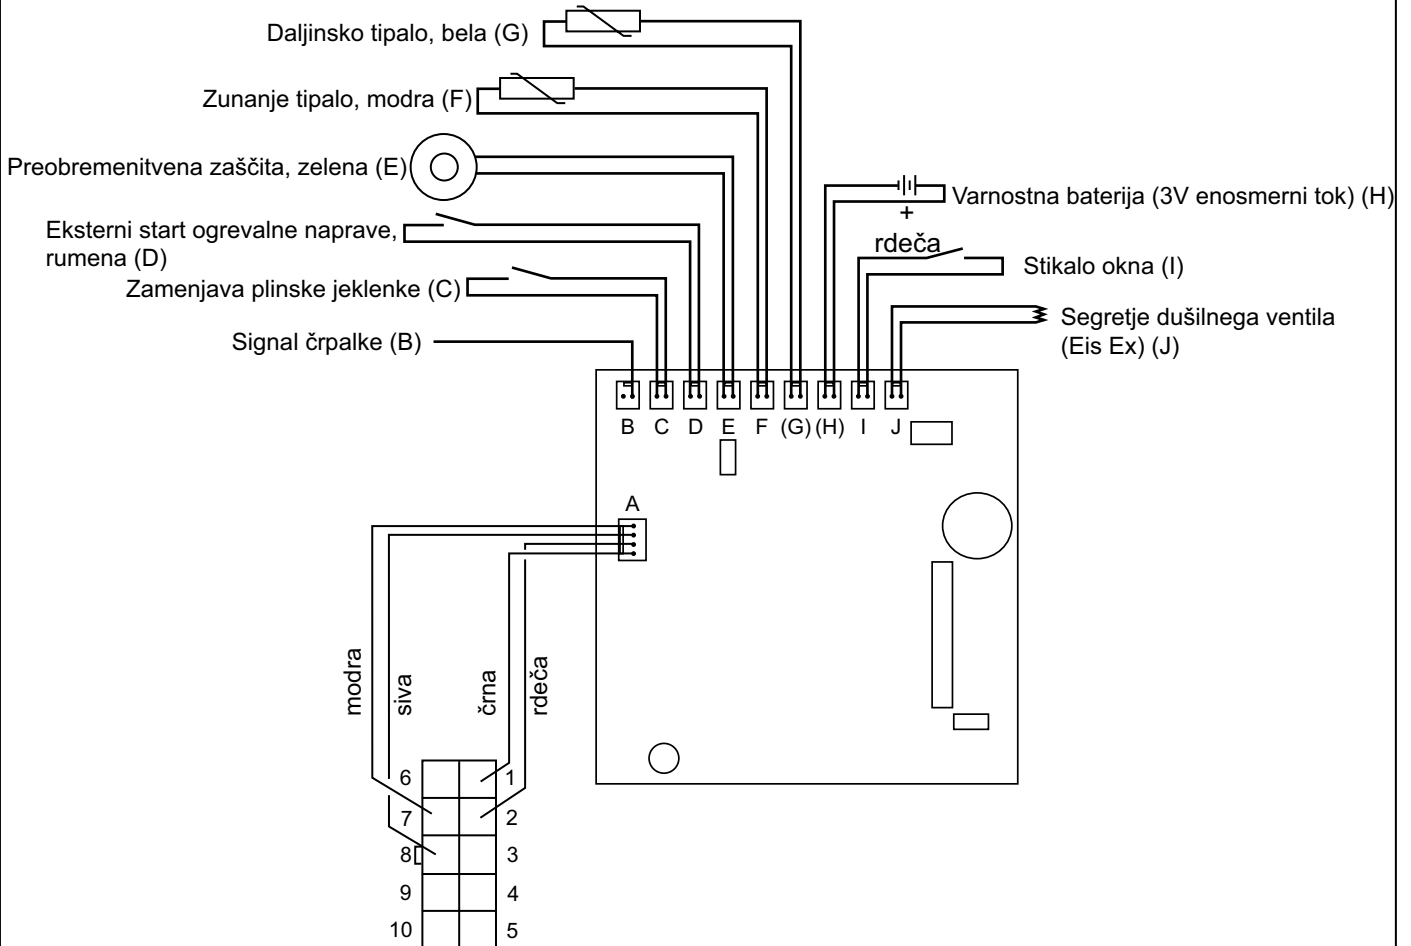 Daljinsko tipalo, bela (G)
Zunanje tipalo, modra (F)
Preobremenitvena zaščita, zelena (E)
Eksterni start ogrevalne naprave,
rumena (D)
Zamenjava plinske jeklenke (C)
Signal črpalke (B)
+
Varnostna baterija (3V enosmerni tok) (H)
rdeča
Stikalo okna (I)
Segretje dušilnega ventila
(Eis Ex) (J)
B C D E F (G) (H) I J
A
modra
siva
črna
rdeča
6 1
7 2
8 3
9 4
10 5